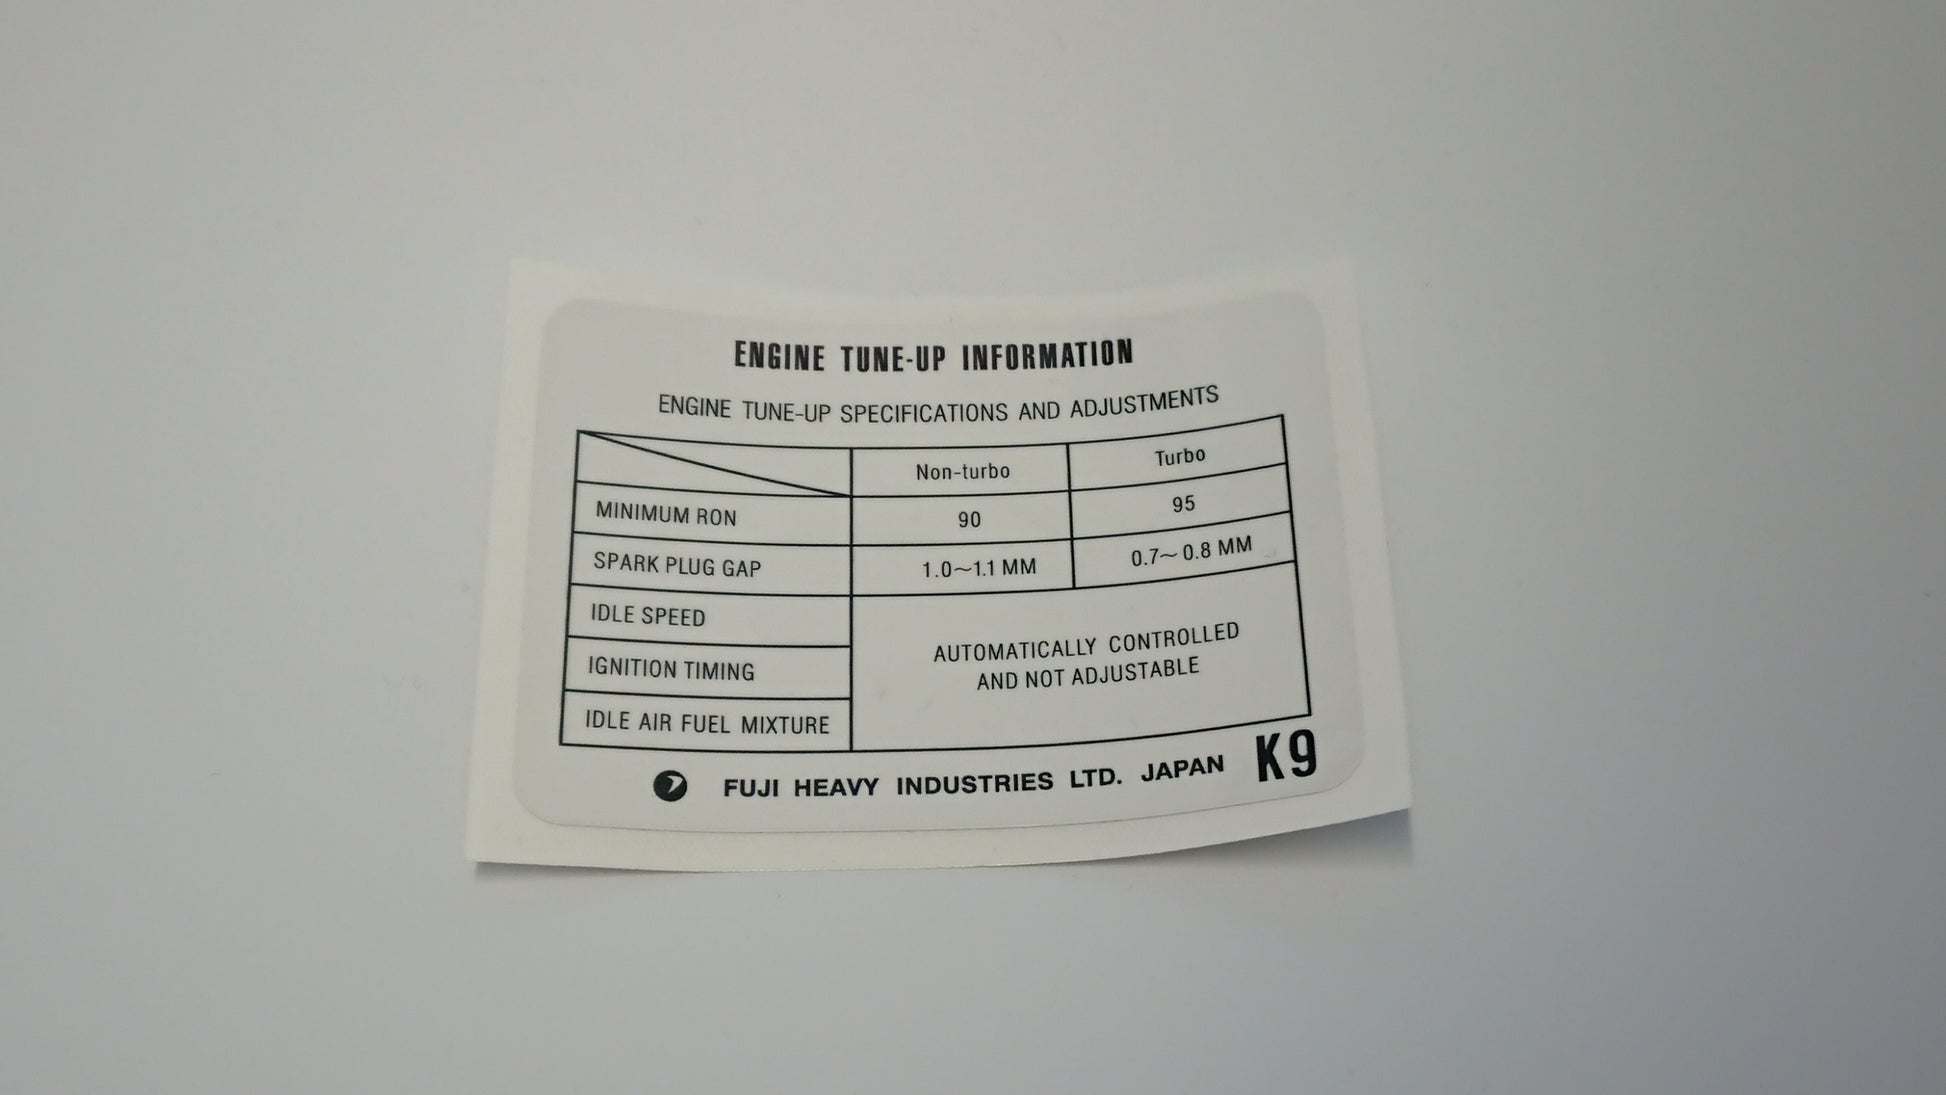 ENGINE TUNE-UP INFORMATION
ENGINE TUNE-UP SPECIFICATIONS AND ADJUSTMENTS
Non-turbo Turbo
MINIMUM RON 90 95
SPARK PLUG GAP 1.0~1.1 MM 0.7~0.8 MM
IDLE SPEED
IGNITION TIMING
IDLE AIR FUEL MIXTURE
AUTOMATICALLY CONTROLLED
AND NOT ADJUSTABLE
FUJI HEAVY INDUSTRIES LTD. JAPAN K9